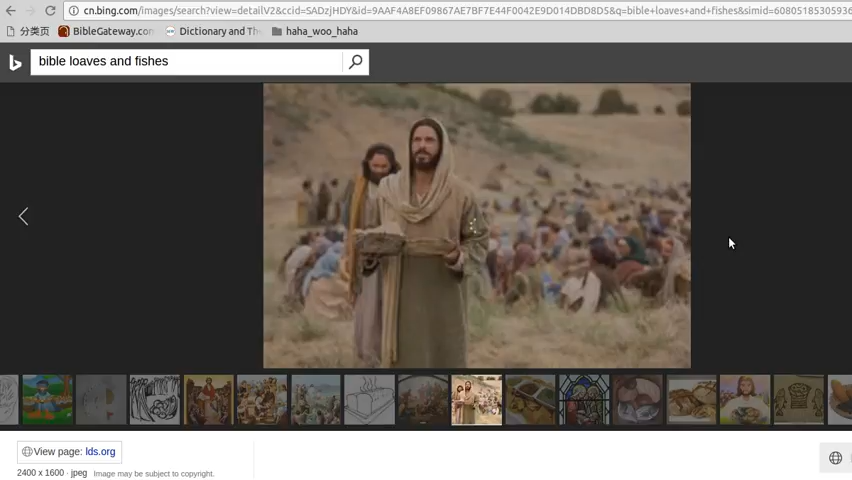 cn.bing.com/images/search?view=detailV2&ccid=SADzjHDY&id=9AAF4A8EF09867AE7BF7E44F0042E9D014DBD8D5&q=bible+loaves+and+fishes&simid=60805185305936
分类页 BibleGateway.com Dictionary and Th haha_woo_haha
bible loaves and fishes
View page: lds.org
2400 x 1600 · jpeg Image may be subject to copyright.